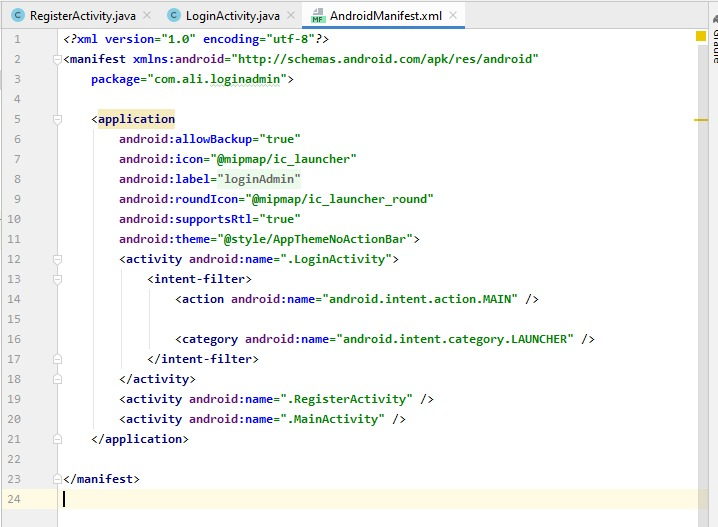 RegisterActivity.java LoginActivity.java AndroidManifest.xml
1 <?xml version="1.0" encoding="utf-8"?>
2 <manifest xmlns:android="http://schemas.android.com/apk/res/android"
3 package="com.ali.loginadmin">
4
5 <application
6 android:allowBackup="true"
7 android:icon="@mipmap/ic_launcher"
8 android:label="loginAdmin"
9 android:roundIcon="@mipmap/ic_launcher_round"
10 android:supportsRtl="true"
11 android:theme="@style/AppThemeNoActionBar">
12 <activity android:name=".LoginActivity">
13 <intent-filter>
14 <action android:name="android.intent.action.MAIN" />
15
16 <category android:name="android.intent.category.LAUNCHER" />
17 </intent-filter>
18 </activity>
19 <activity android:name=".RegisterActivity" />
20 <activity android:name=".MainActivity" />
21 </application>
22
23 </manifest>
24
Gradle